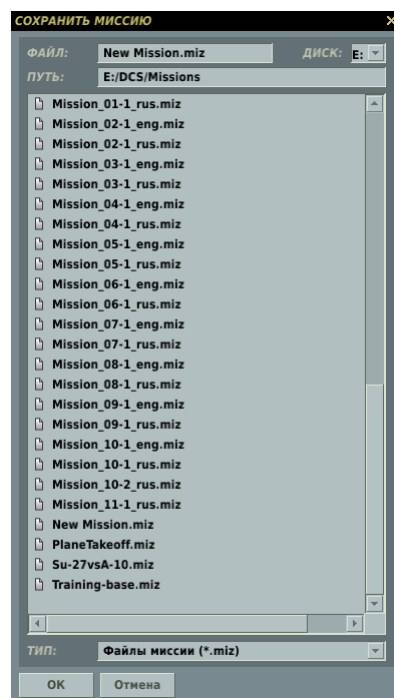 СОХРАНИТЬ МИССИЮ
ФАЙЛ: New Mission.miz ДИСК: E:
ПУТЬ: E:/DCS/Missions
Mission_01-1_rus.miz
Mission_02-1_eng.miz
Mission_02-1_rus.miz
Mission_03-1_eng.miz
Mission_03-1_rus.miz
Mission_04-1_eng.miz
Mission_04-1_rus.miz
Mission_05-1_eng.miz
Mission_05-1_rus.miz
Mission_06-1_eng.miz
Mission_06-1_rus.miz
Mission_07-1_eng.miz
Mission_07-1_rus.miz
Mission_08-1_eng.miz
Mission_08-1_rus.miz
Mission_09-1_eng.miz
Mission_09-1_rus.miz
Mission_10-1_eng.miz
Mission_10-1_rus.miz
Mission_10-2_rus.miz
Mission_11-1_rus.miz
New Mission.miz
PlaneTakeoff.miz
Su-27vsA-10.miz
Training-base.miz
ТИП: Файлы миссии (*.miz)
ОК Отмена